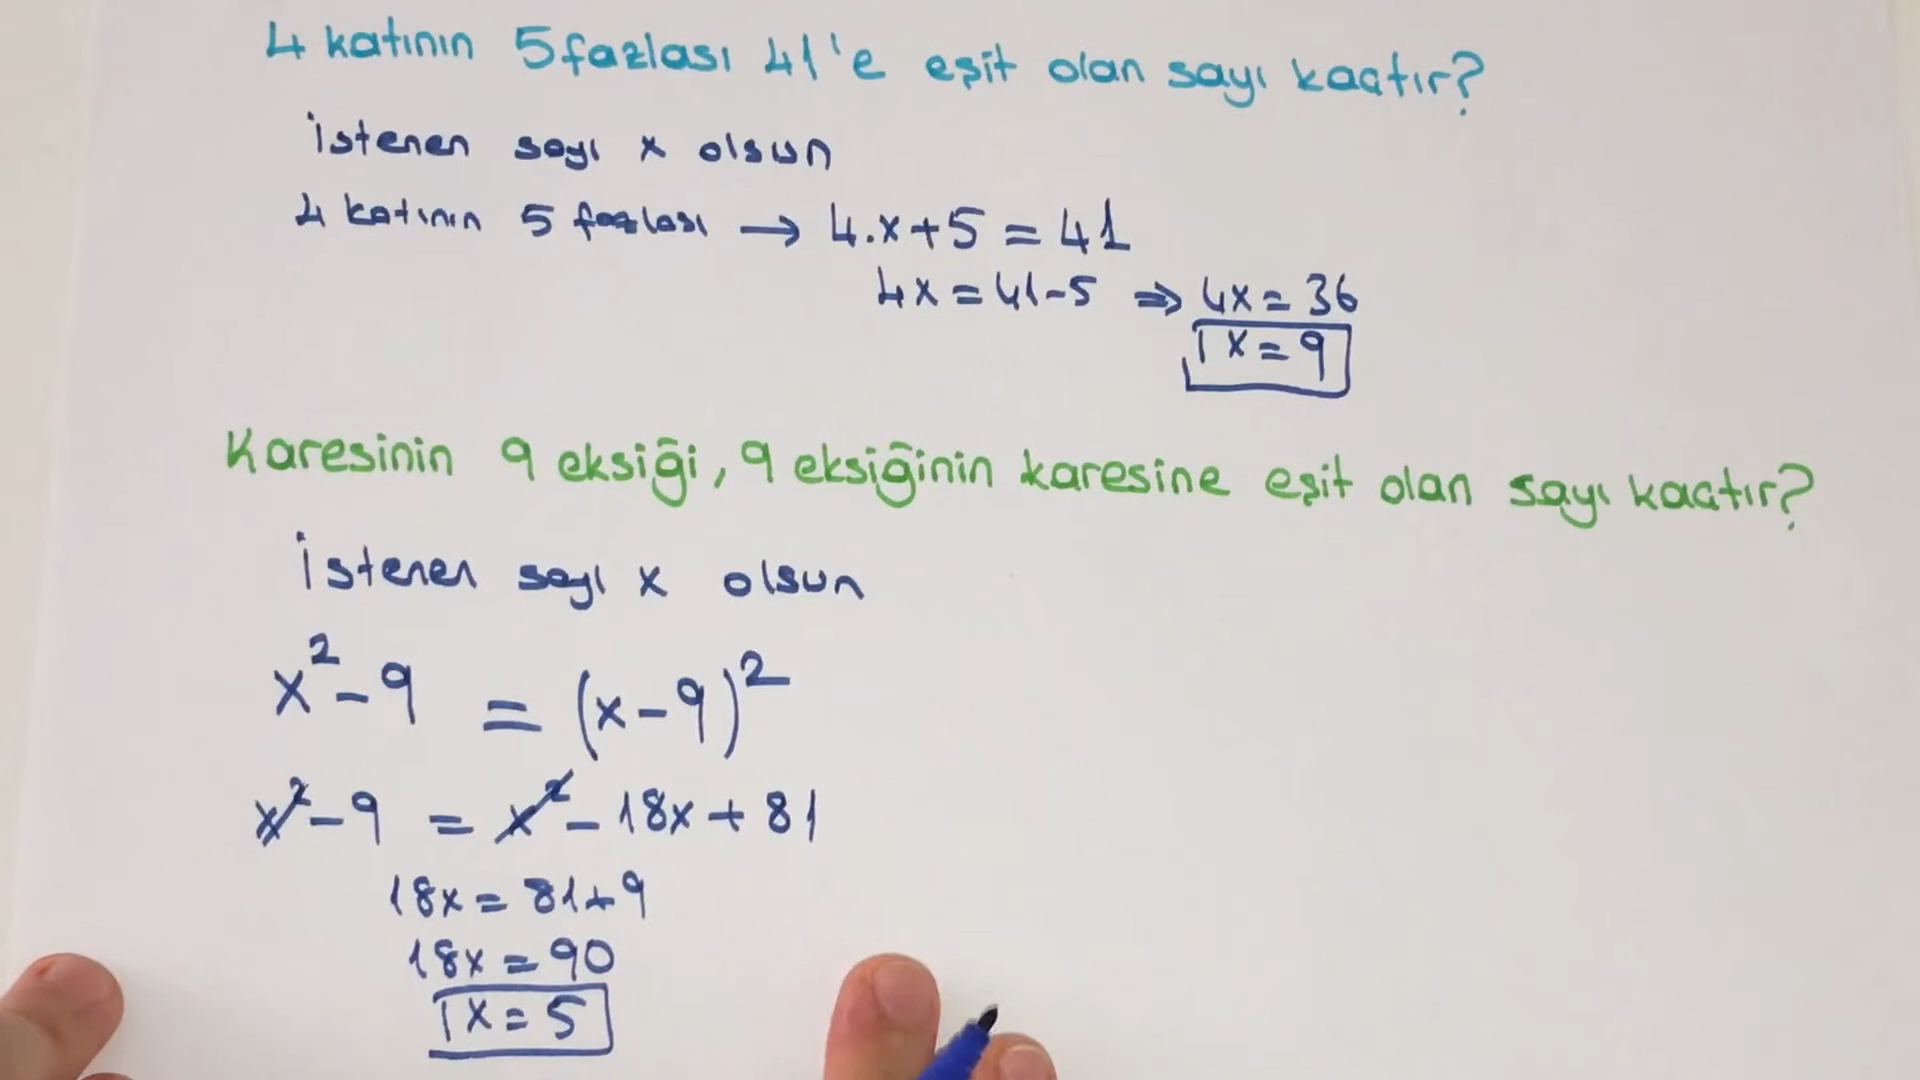 4 katının 5 fazlası 41'e eşit olan sayı kaçtır?
İstenen sayı x olsun
4 katının 5 fazlası → 4.x+5 = 41
4x = 41-5 ⇒ 4x = 36
x = 9
Karesinin 9 eksiği, 9 eksiğinin karesine eşit olan sayı kaçtır?
İstenen sayı x olsun
x² - 9 = (x-9)²
x² - 9 = x² - 18x + 81
18x = 81+9
18x = 90
x = 5